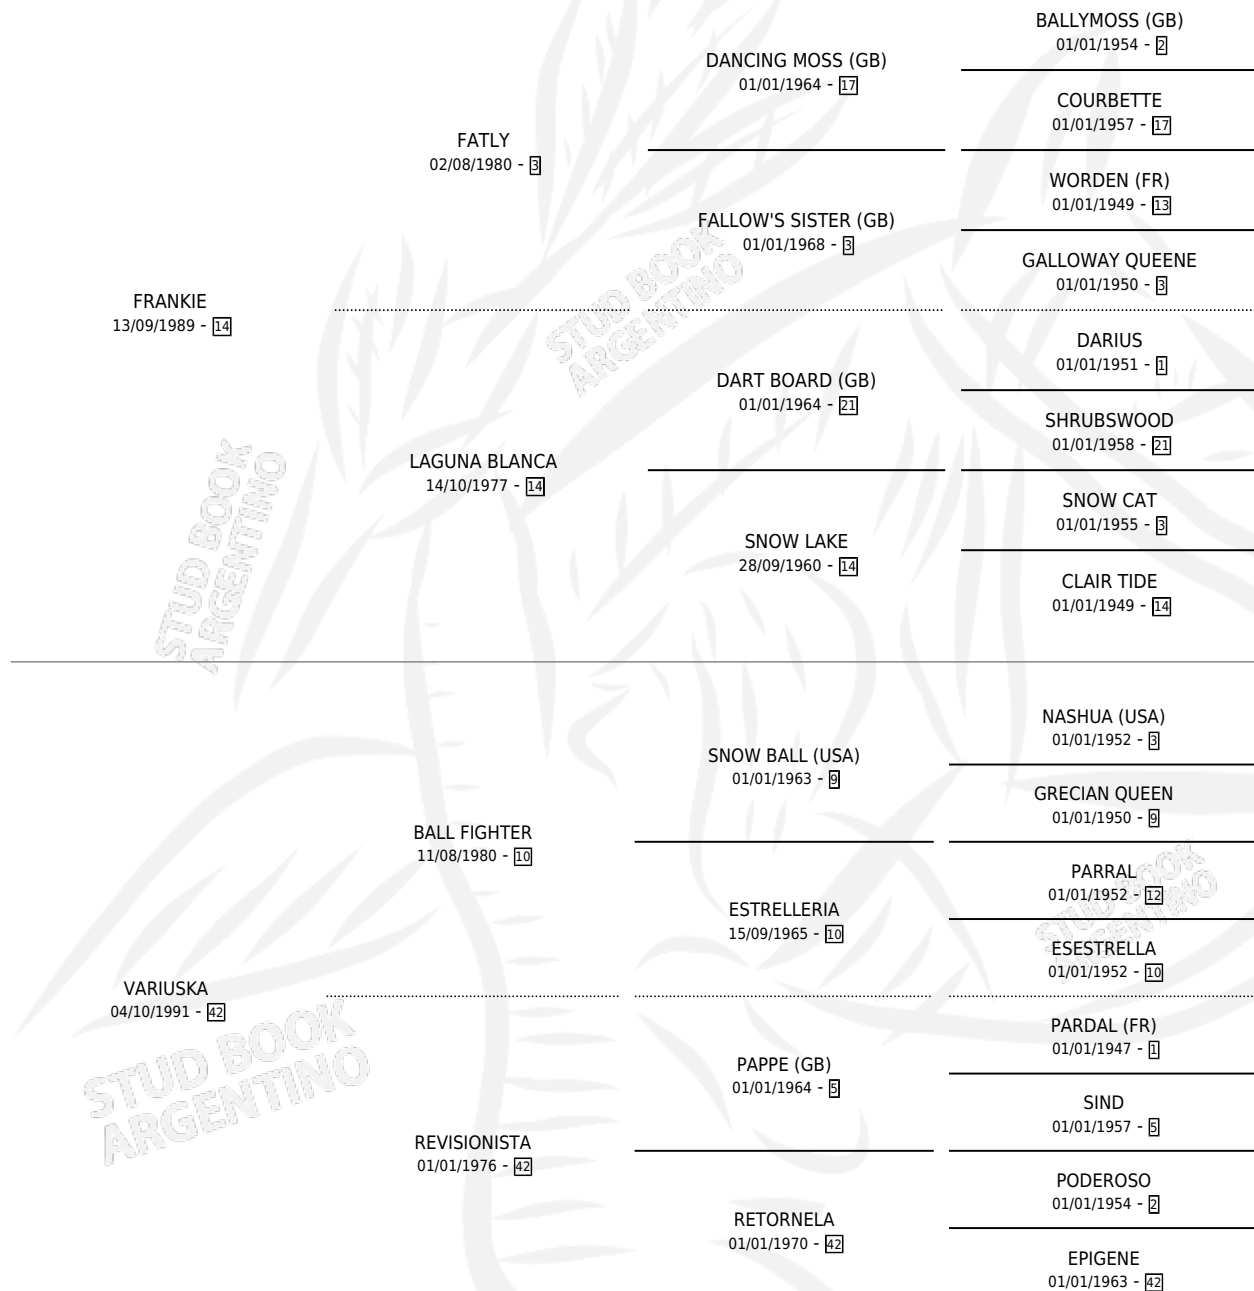 BALLYMOSS (GB)
01/01/1954 - 2
DANCING MOSS (GB)
01/01/1964 - 17
COURBETTE
01/01/1957 - 17
FATLY
02/08/1980 - 3
WORDEN (FR)
01/01/1949 - 13
FALLOW'S SISTER (GB)
01/01/1968 - 3
GALLOWAY QUEENE
01/01/1950 - 3
FRANKIE
13/09/1989 - 14
DARIUS
01/01/1951 - 1
DART BOARD (GB)
01/01/1964 - 21
SHRUBSWOOD
01/01/1958 - 21
LAGUNA BLANCA
14/10/1977 - 14
SNOW CAT
01/01/1955 - 3
SNOW LAKE
28/09/1960 - 14
CLAIR TIDE
01/01/1949 - 14
NASHUA (USA)
01/01/1952 - 3
SNOW BALL (USA)
01/01/1963 - 9
GRECIAN QUEEN
01/01/1950 - 9
BALL FIGHTER
11/08/1980 - 10
PARRAL
01/01/1952 - 12
ESTRELLERIA
15/09/1965 - 10
ESESTRELLA
01/01/1952 - 10
VARIUSKA
04/10/1991 - 42
PARDAL (FR)
01/01/1947 - 1
PAPPE (GB)
01/01/1964 - 5
SIND
01/01/1957 - 5
REVISIONISTA
01/01/1976 - 42
PODEROSO
01/01/1954 - 2
RETORNELA
01/01/1970 - 42
EPIGENE
01/01/1963 - 42
STUD BOOK
ARGENTINO
STUD BOOK
ARGENTINO
STUD BOOK
ARGENTINO
STUD BOOK
ARGENTINO